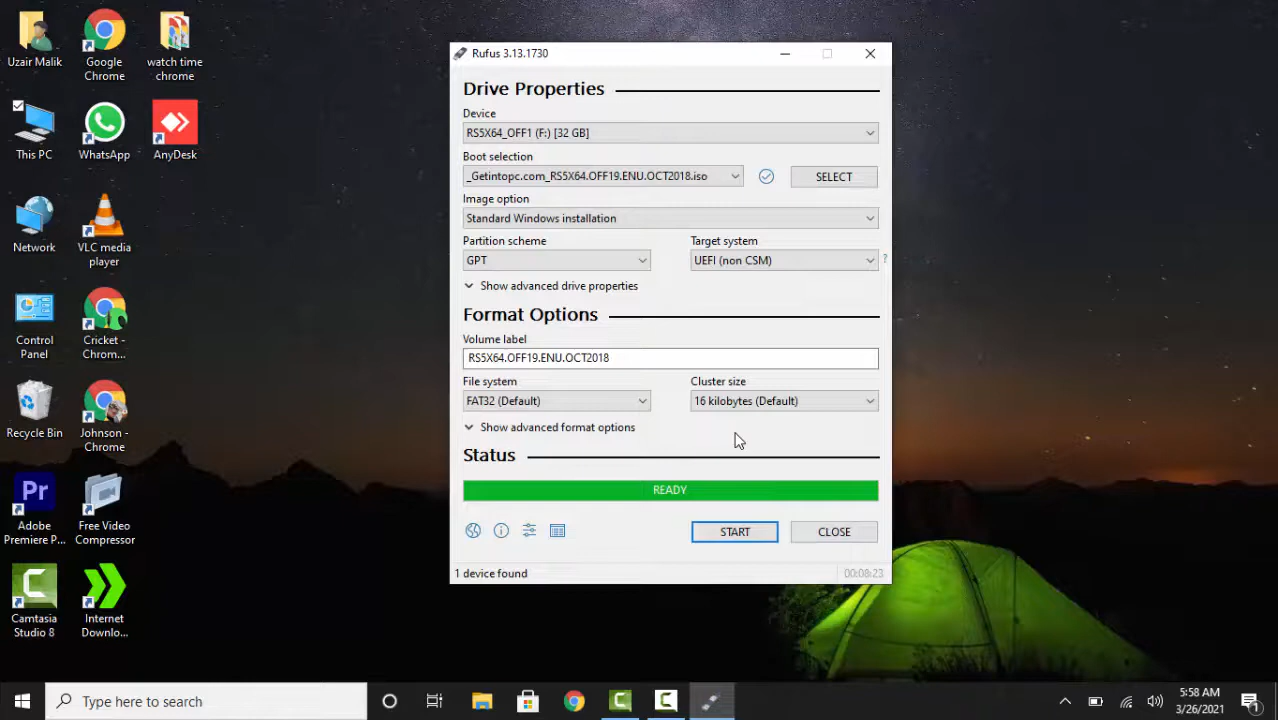 Uzair Malik
Google
Chrome
watch time
chrome
This PC
WhatsApp
AnyDesk
Network
VLC media
player
Control
Panel
Cricket -
Chrom...
Recycle Bin
Johnson -
Chrome
Pr
Adobe
Premiere P...
Free Video
Compressor
Camtasia
Studio 8
Internet
Downlo...
Rufus 3.13.1730
Drive Properties
Device
RS5X64_OFF1 (F:) [32 GB]
Boot selection
_Getintopc.com_RS5X64.OFF19.ENU.OCT2018.iso
SELECT
Image option
Standard Windows installation
Partition scheme
Target system
GPT
UEFI (non CSM)
?
Show advanced drive properties
Format Options
Volume label
RS5X64.OFF19.ENU.OCT2018
File system
Cluster size
FAT32 (Default)
16 kilobytes (Default)
Show advanced format options
Status
READY
START
CLOSE
1 device found
00:08:23
Type here to search
5:58 AM
3/26/2021
1